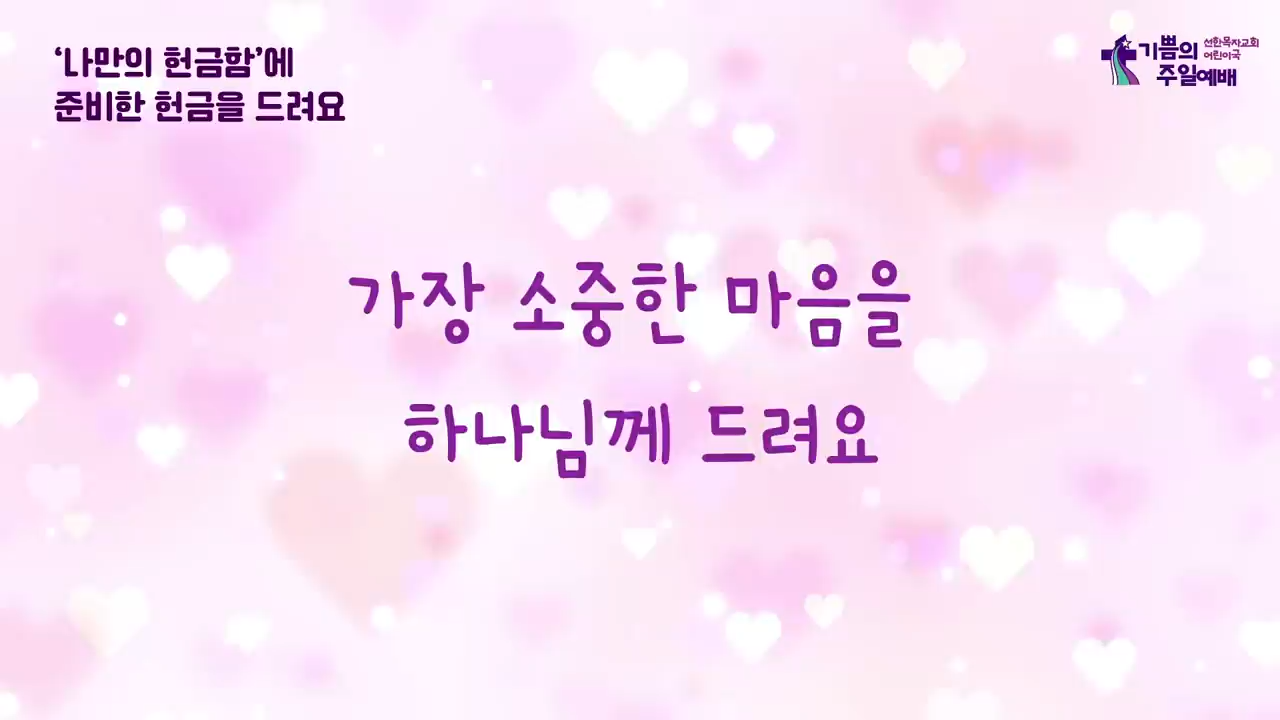 ‘나만의 헌금함’에
준비한 헌금을 드려요
기쁨의
주일예배
선한목자교회
어린이국
가장 소중한 마음을
하나님께 드려요